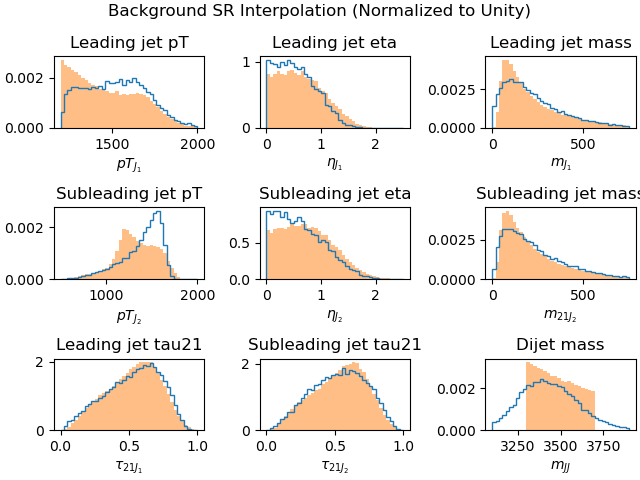 Background SR Interpolation (Normalized to Unity)
Leading jet pT
Leading jet eta
Leading jet mass
0.002
0.000
1500
2000
pT_{J_1}
1
0
0
1
2
η_{J_1}
0.0025
0.0000
0
500
m_{J_1}
Subleading jet pT
Subleading jet eta
Subleading jet mass
0.002
0.000
1000
2000
pT_{J_2}
0.5
0.0
0
1
2
η_{J_2}
0.0025
0.0000
0
500
m_{21J_2}
Leading jet tau21
Subleading jet tau21
Dijet mass
2
0
0.0
0.5
1.0
τ_{21J_1}
2
0
0.0
0.5
1.0
τ_{21J_2}
0.002
0.000
3250
3500
3750
m_{JJ}